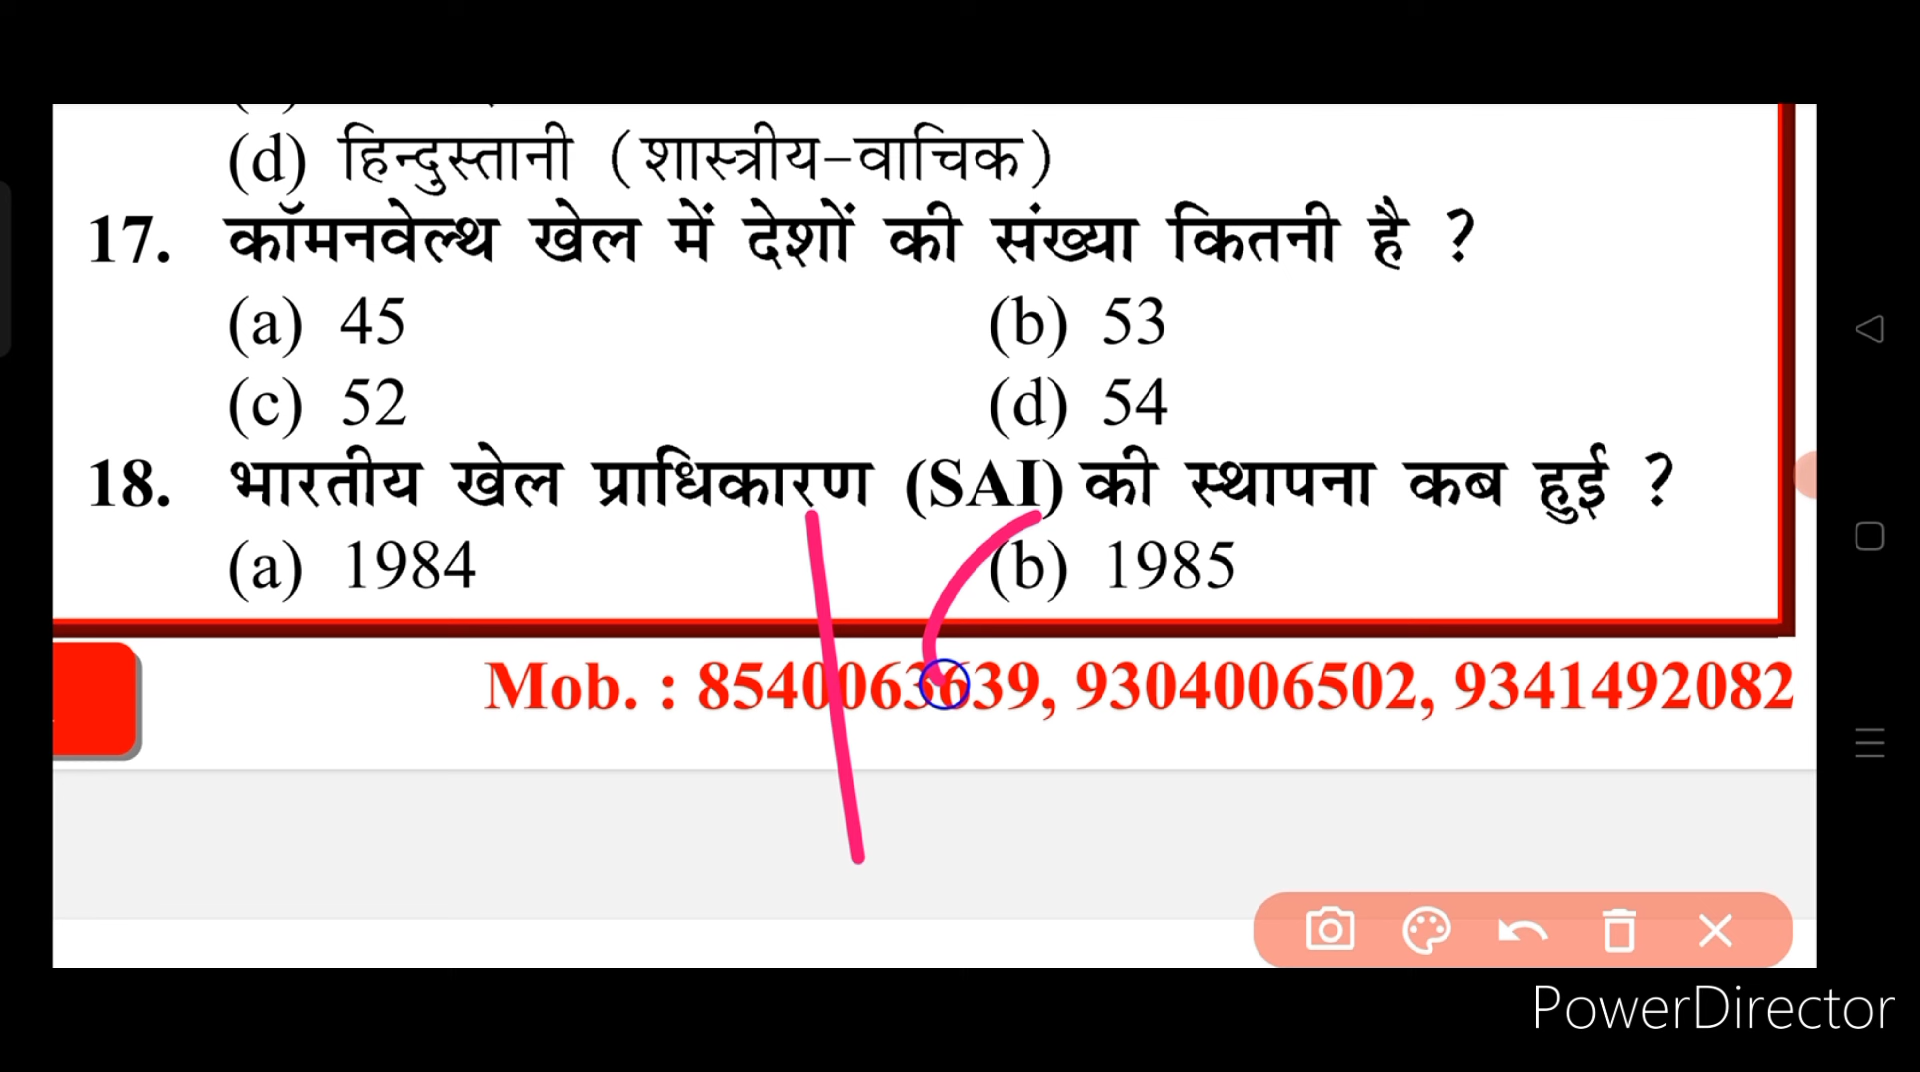 (d) हिन्दुस्तानी (शास्त्रीय-वाचिक)
17. कॉमनवेल्थ खेल में देशों की संख्या कितनी है ?
(a) 45 (b) 53
(c) 52 (d) 54
18. भारतीय खेल प्राधिकारण (SAI) की स्थापना कब हुई ?
(a) 1984 (b) 1985
Mob. : 8540063639, 9304006502, 9341492082
PowerDirector